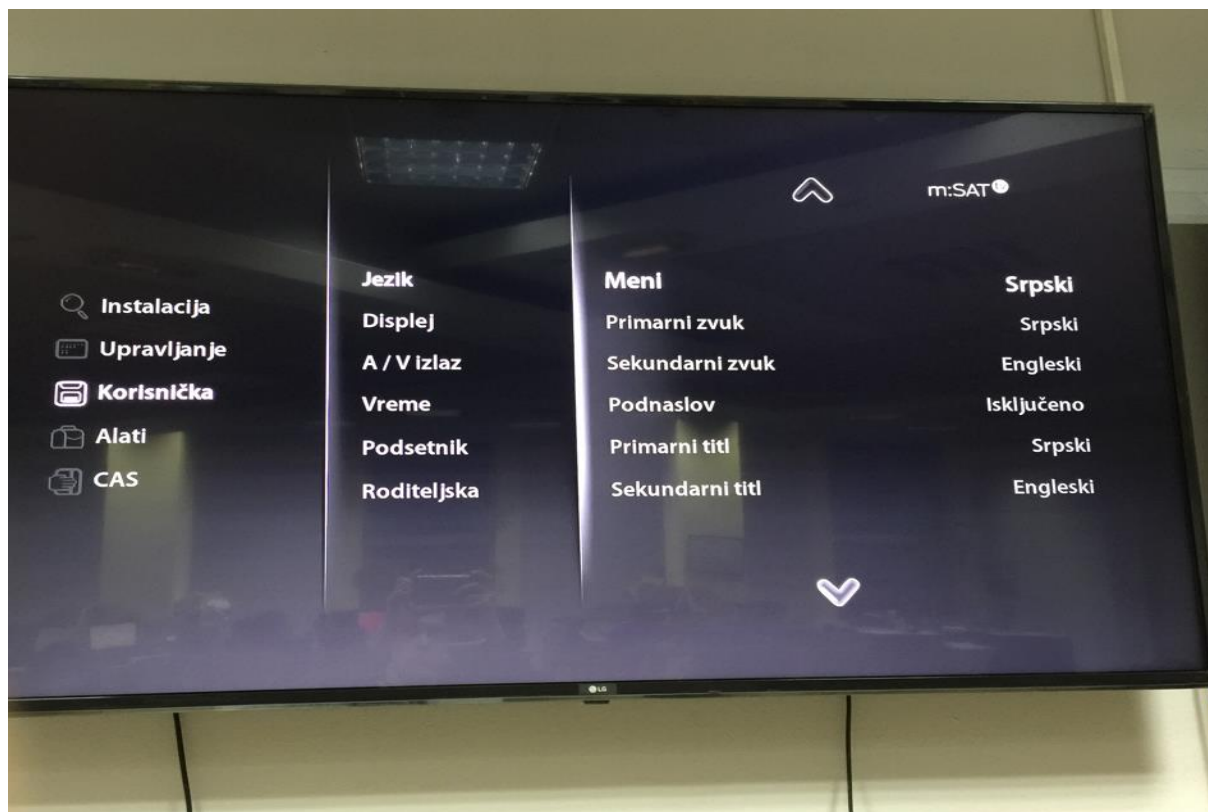 m:SAT
Instalacija
Upravljanje
Korisnička
Alati
CAS
Jezik
Displej
A / V izlaz
Vreme
Podsetnik
Roditeljska
Meni Srpski
Primarni zvuk Srpski
Sekundarni zvuk Engleski
Podnaslov Isključeno
Primarni titl Srpski
Sekundarni titl Engleski
LG